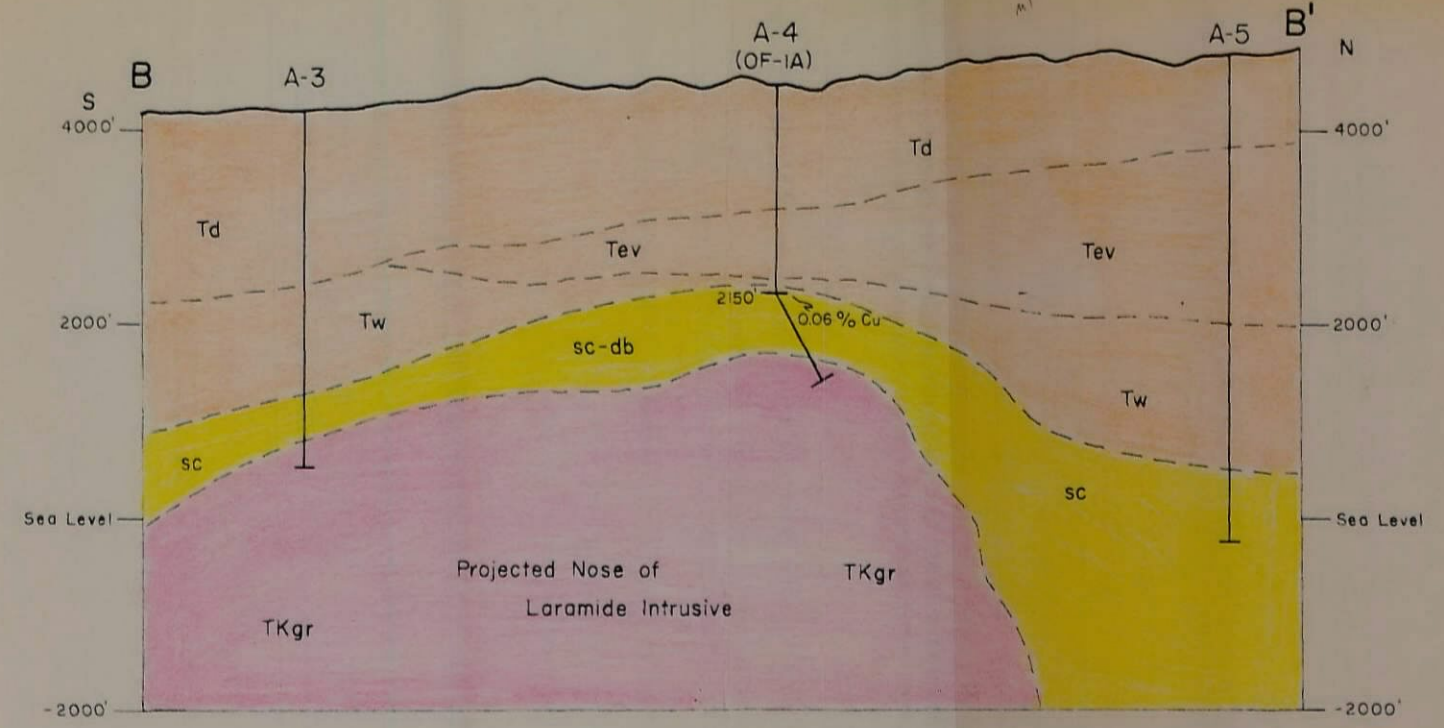 B
A-3
A-4
(OF-1A)
A-5
B'
S
N
4000'
4000'
Td
Td
Tev
Tev
2150'
0.06 % Cu
2000'
2000'
Tw
sc-db
Tw
sc
sc
Sea Level
Sea Level
Projected Nose of
Laramide Intrusive
TKgr
TKgr
-2000'
-2000'